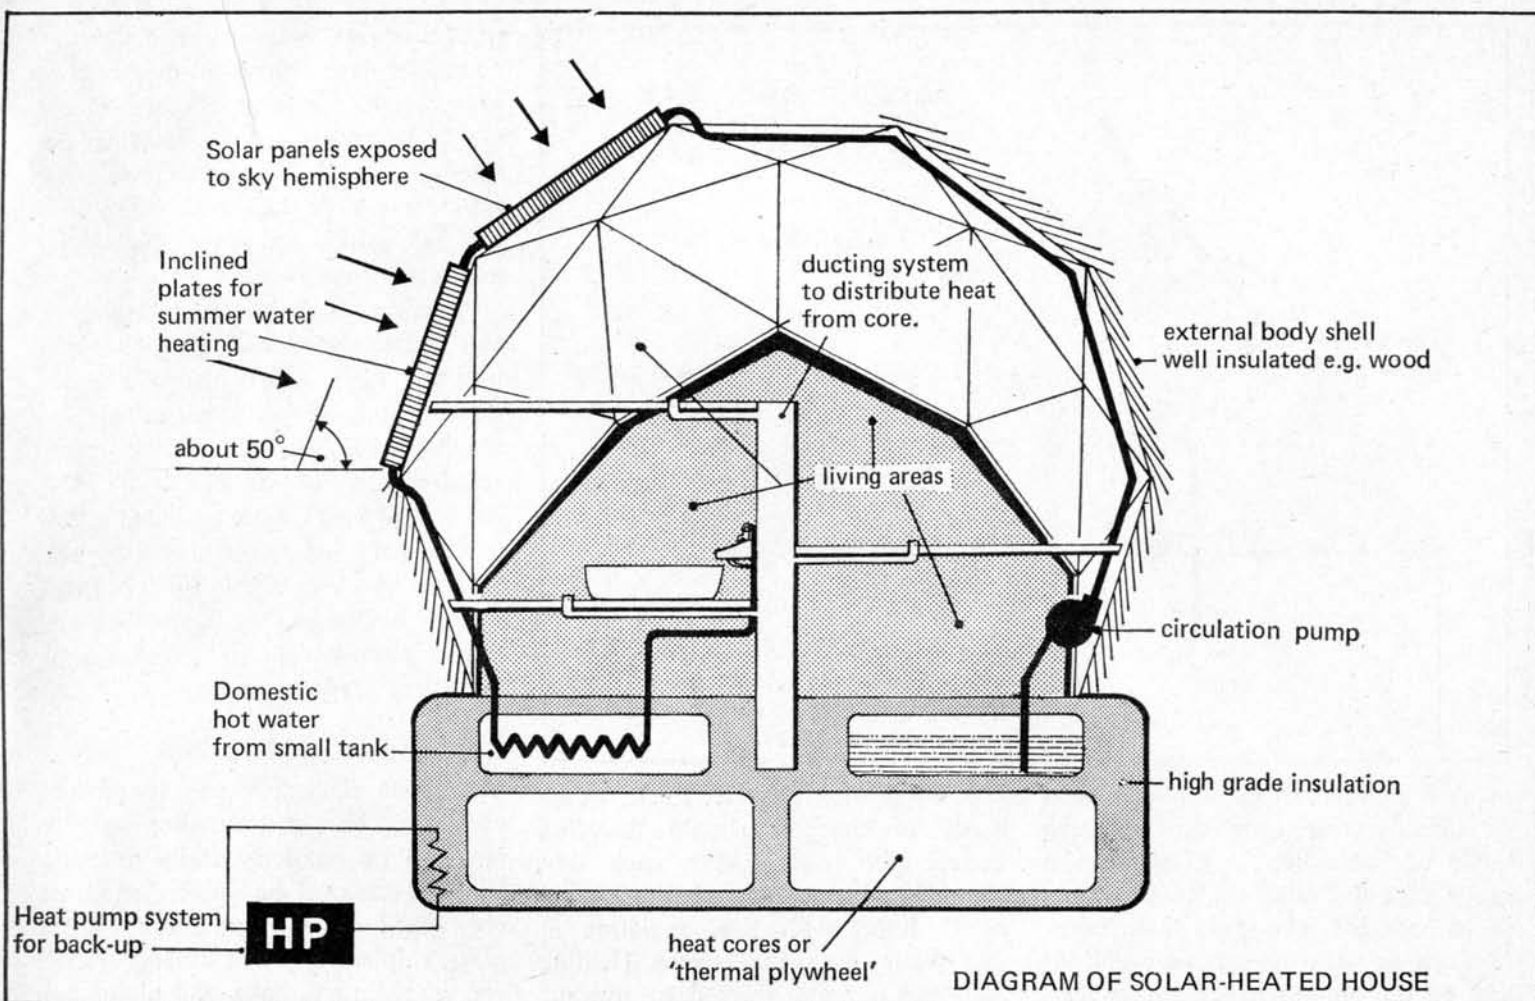 Solar panels exposed
to sky hemisphere
Inclined
plates for
summer water
heating
about 50°
ducting system
to distribute heat
from core.
external body shell
well insulated e.g. wood
living areas
circulation pump
Domestic
hot water
from small tank
high grade insulation
Heat pump system
for back-up
HP
heat cores or
'thermal plywheel'
DIAGRAM OF SOLAR-HEATED HOUSE